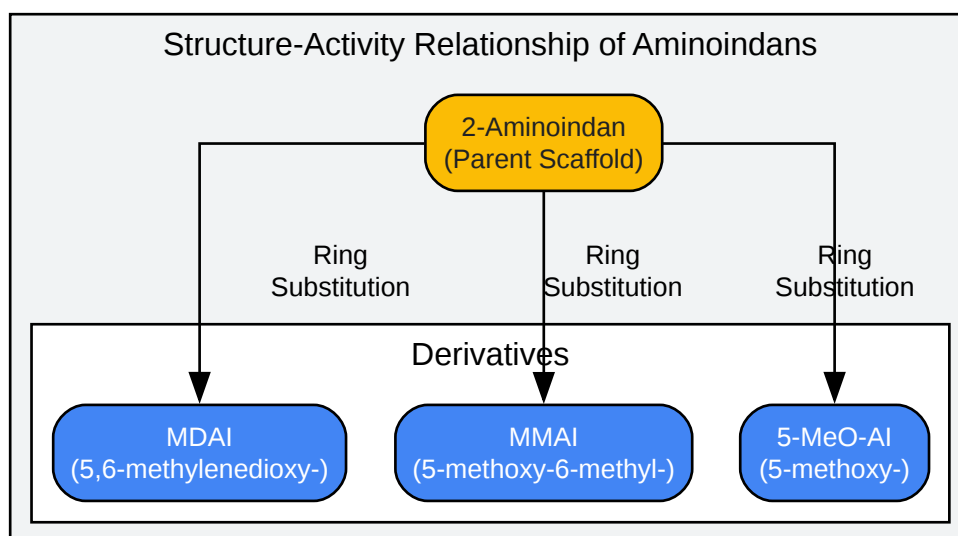 Structure-Activity Relationship of Aminoindans
2-Aminoindan
(Parent Scaffold)
Ring
Substitution
Ring
Substitution
Ring
Substitution
Derivatives
MDAI
(5,6-methylenedioxy-)
MMAI
(5-methoxy-6-methyl-)
5-MeO-AI
(5-methoxy-)